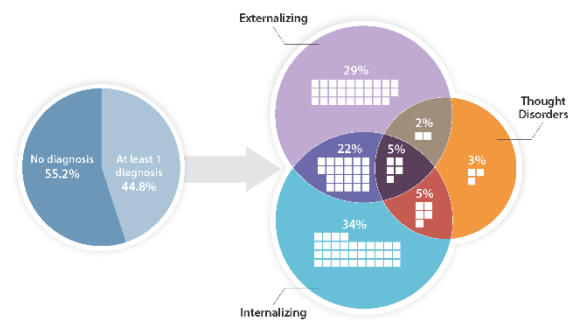 Externalizing
29%
Thought
Disorders
2%
No diagnosis
55.2%
At least 1
diagnosis
44.8%
22%
5%
3%
5%
34%
Internalizing